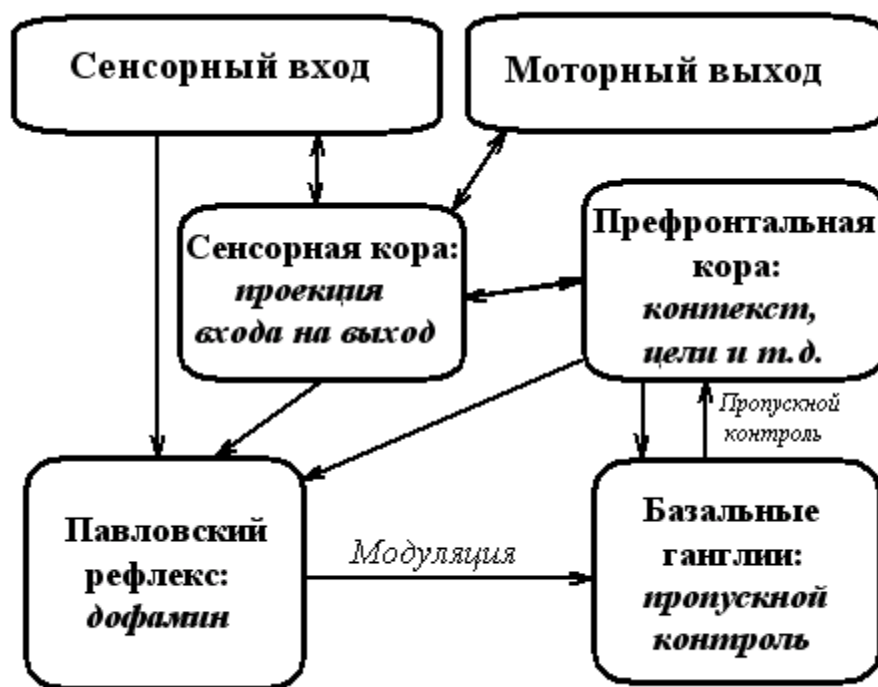 Сенсорный вход
Моторный выход
Сенсорная кора:
проекция
входа на выход
Префронтальная
кора:
контекст,
цели и т.д.
Пропускной
контроль
Павловский
рефлекс:
дофамин
Модуляция
Базальные
ганглии:
пропускной
контроль